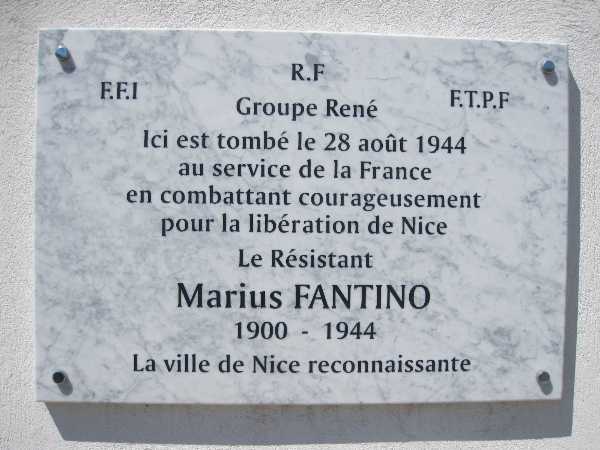 R.F
F.F.I
F.T.P.F
Groupe René
Ici est tombé le 28 août 1944
au service de la France
en combattant courageusement
pour la libération de Nice
Le Résistant
Marius FANTINO
1900 - 1944
La ville de Nice reconnaissante